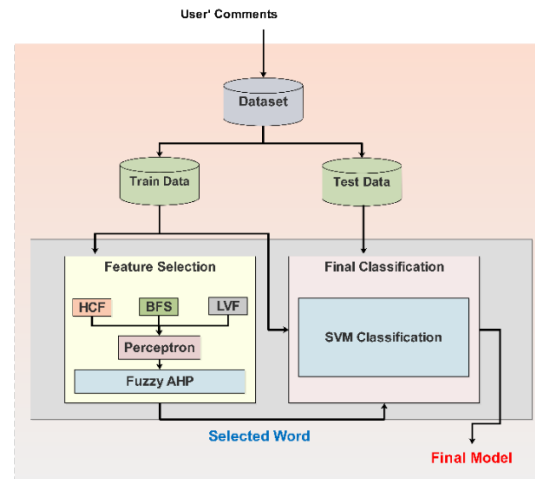 User' Comments
Dataset
Train Data
Test Data
Feature Selection
Final Classification
HCF
BFS
LVF
SVM Classification
Perceptron
Fuzzy AHP
Selected Word
Final Model